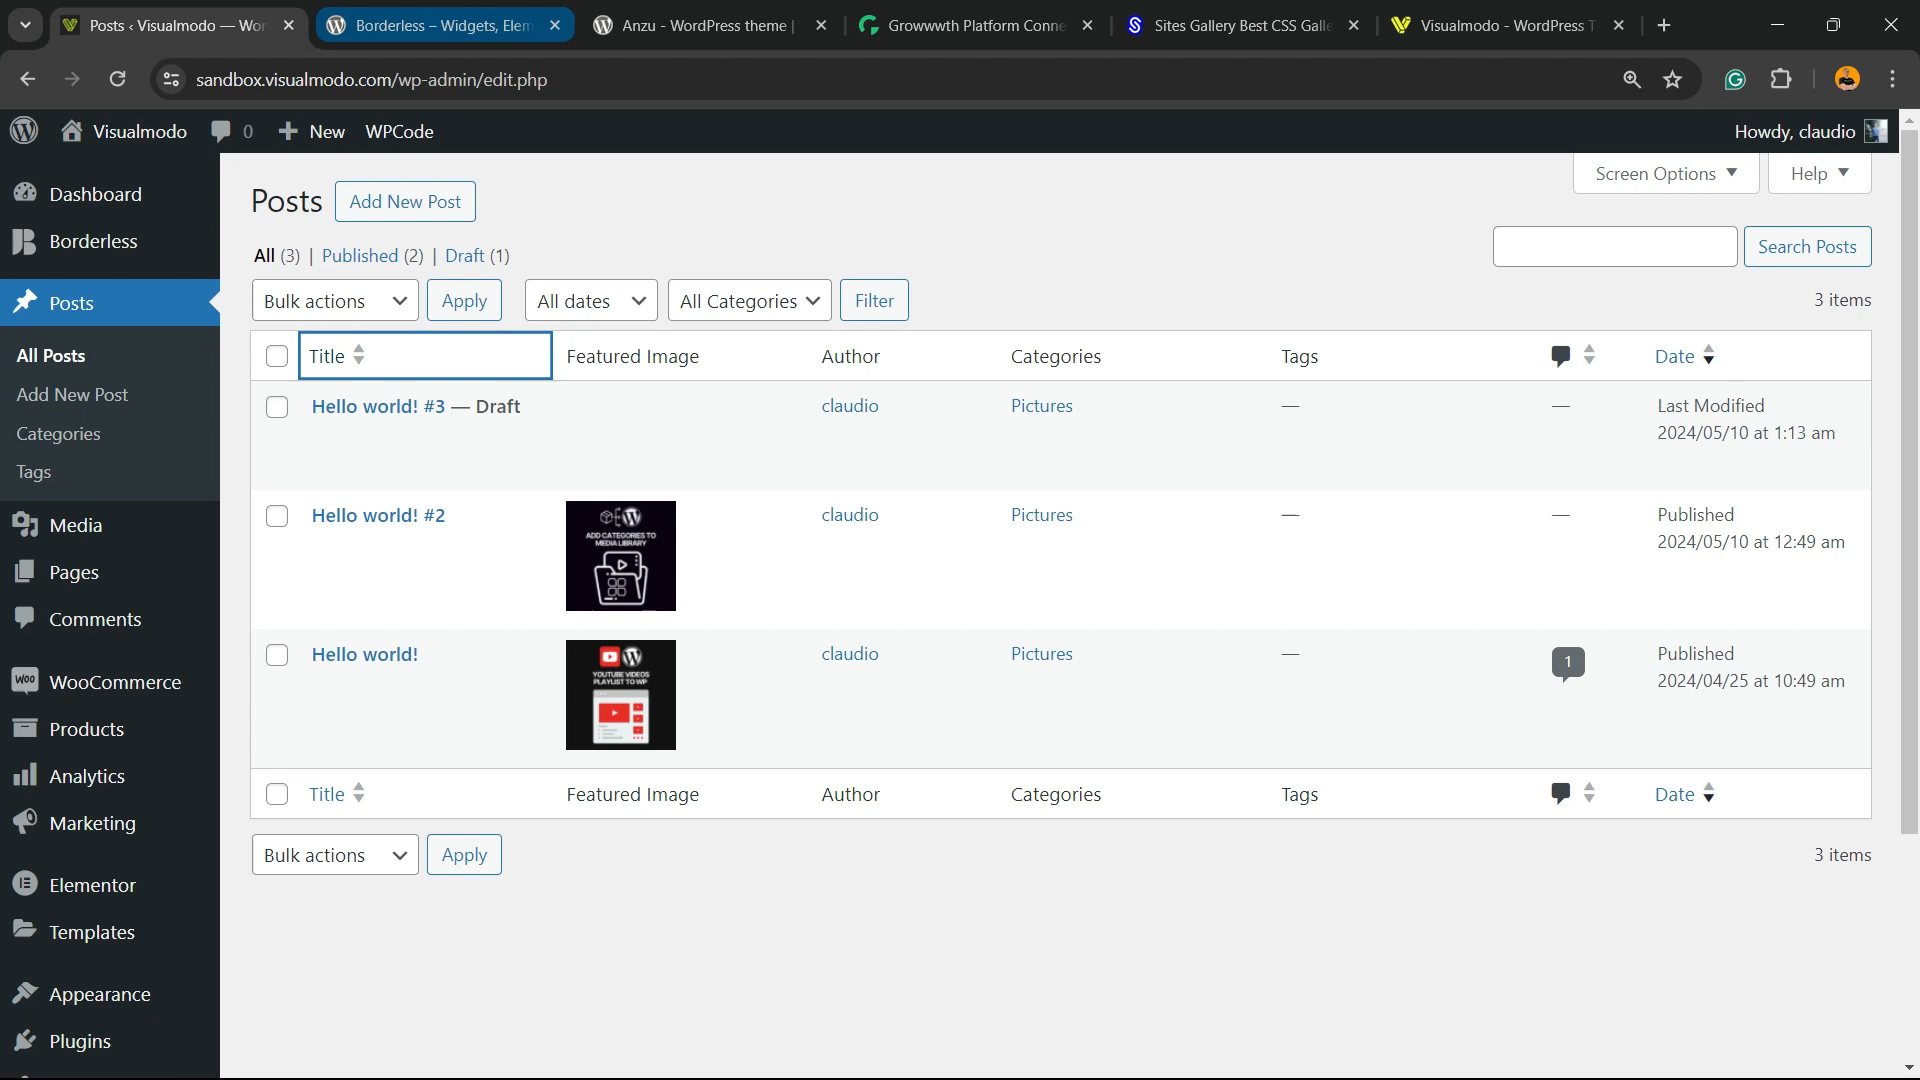 Posts ‹ Visualmodo — Wor
Borderless – Widgets, Elem
Anzu - WordPress theme |
Growwwth Platform Conne
Sites Gallery Best CSS Galle
Visualmodo - WordPress T
sandbox.visualmodo.com/wp-admin/edit.php
Visualmodo
0
New
WPCode
Howdy, claudio
Dashboard
Borderless
Posts
All Posts
Add New Post
Categories
Tags
Media
Pages
Comments
WooCommerce
Products
Analytics
Marketing
Elementor
Templates
Appearance
Plugins
Screen Options
Help
Posts
Add New Post
All (3) | Published (2) | Draft (1)
Search Posts
Bulk actions
Apply
All dates
All Categories
Filter
3 items
Title
Featured Image
Author
Categories
Tags
Date
Hello world! #3 — Draft
claudio
Pictures
—
—
Last Modified
2024/05/10 at 1:13 am
Hello world! #2
ADD CATEGORIES TO
MEDIA LIBRARY
claudio
Pictures
—
—
Published
2024/05/10 at 12:49 am
Hello world!
YOUTUBE VIDEOS
PLAYLIST TO WP
claudio
Pictures
—
1
Published
2024/04/25 at 10:49 am
Title
Featured Image
Author
Categories
Tags
Date
Bulk actions
Apply
3 items